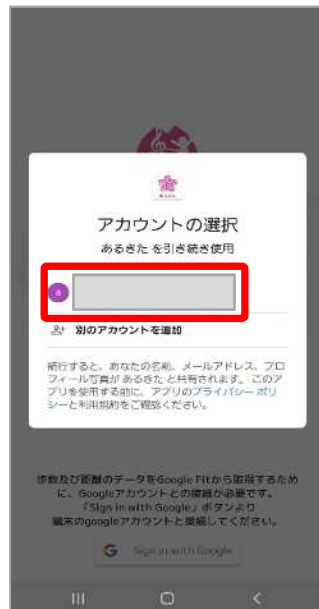 アカウントの選択
あるきた を引き続き使用
a
別のアカウントを追加
続行すると、あなたの名前、メールアドレス、プロ
フィール写真が あるきた と共有されます。このア
プリを使用する前に、アプリのプライバシー ポリ
シーと利用規約をご確認ください。
歩数及び距離のデータをGoogle Fitから取得するため
に、Googleアカウントとの接続が必要です。
「Sign in with Google」ボタンより
端末のgoogleアカウントと接続してください。
G Sign in with Google